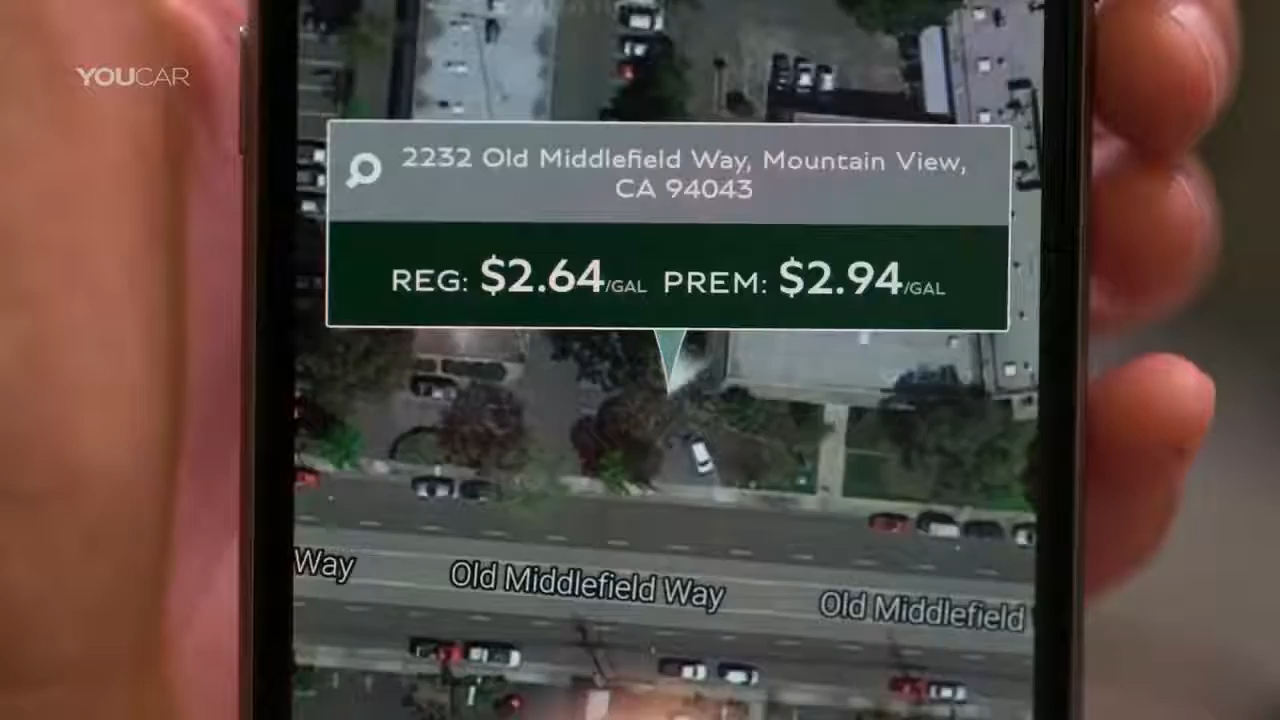 YOUCAR
2232 Old Middlefield Way, Mountain View,
CA 94043
REG: $2.64/GAL PREM: $2.94/GAL
Way
Old Middlefield Way
Old Middlefield